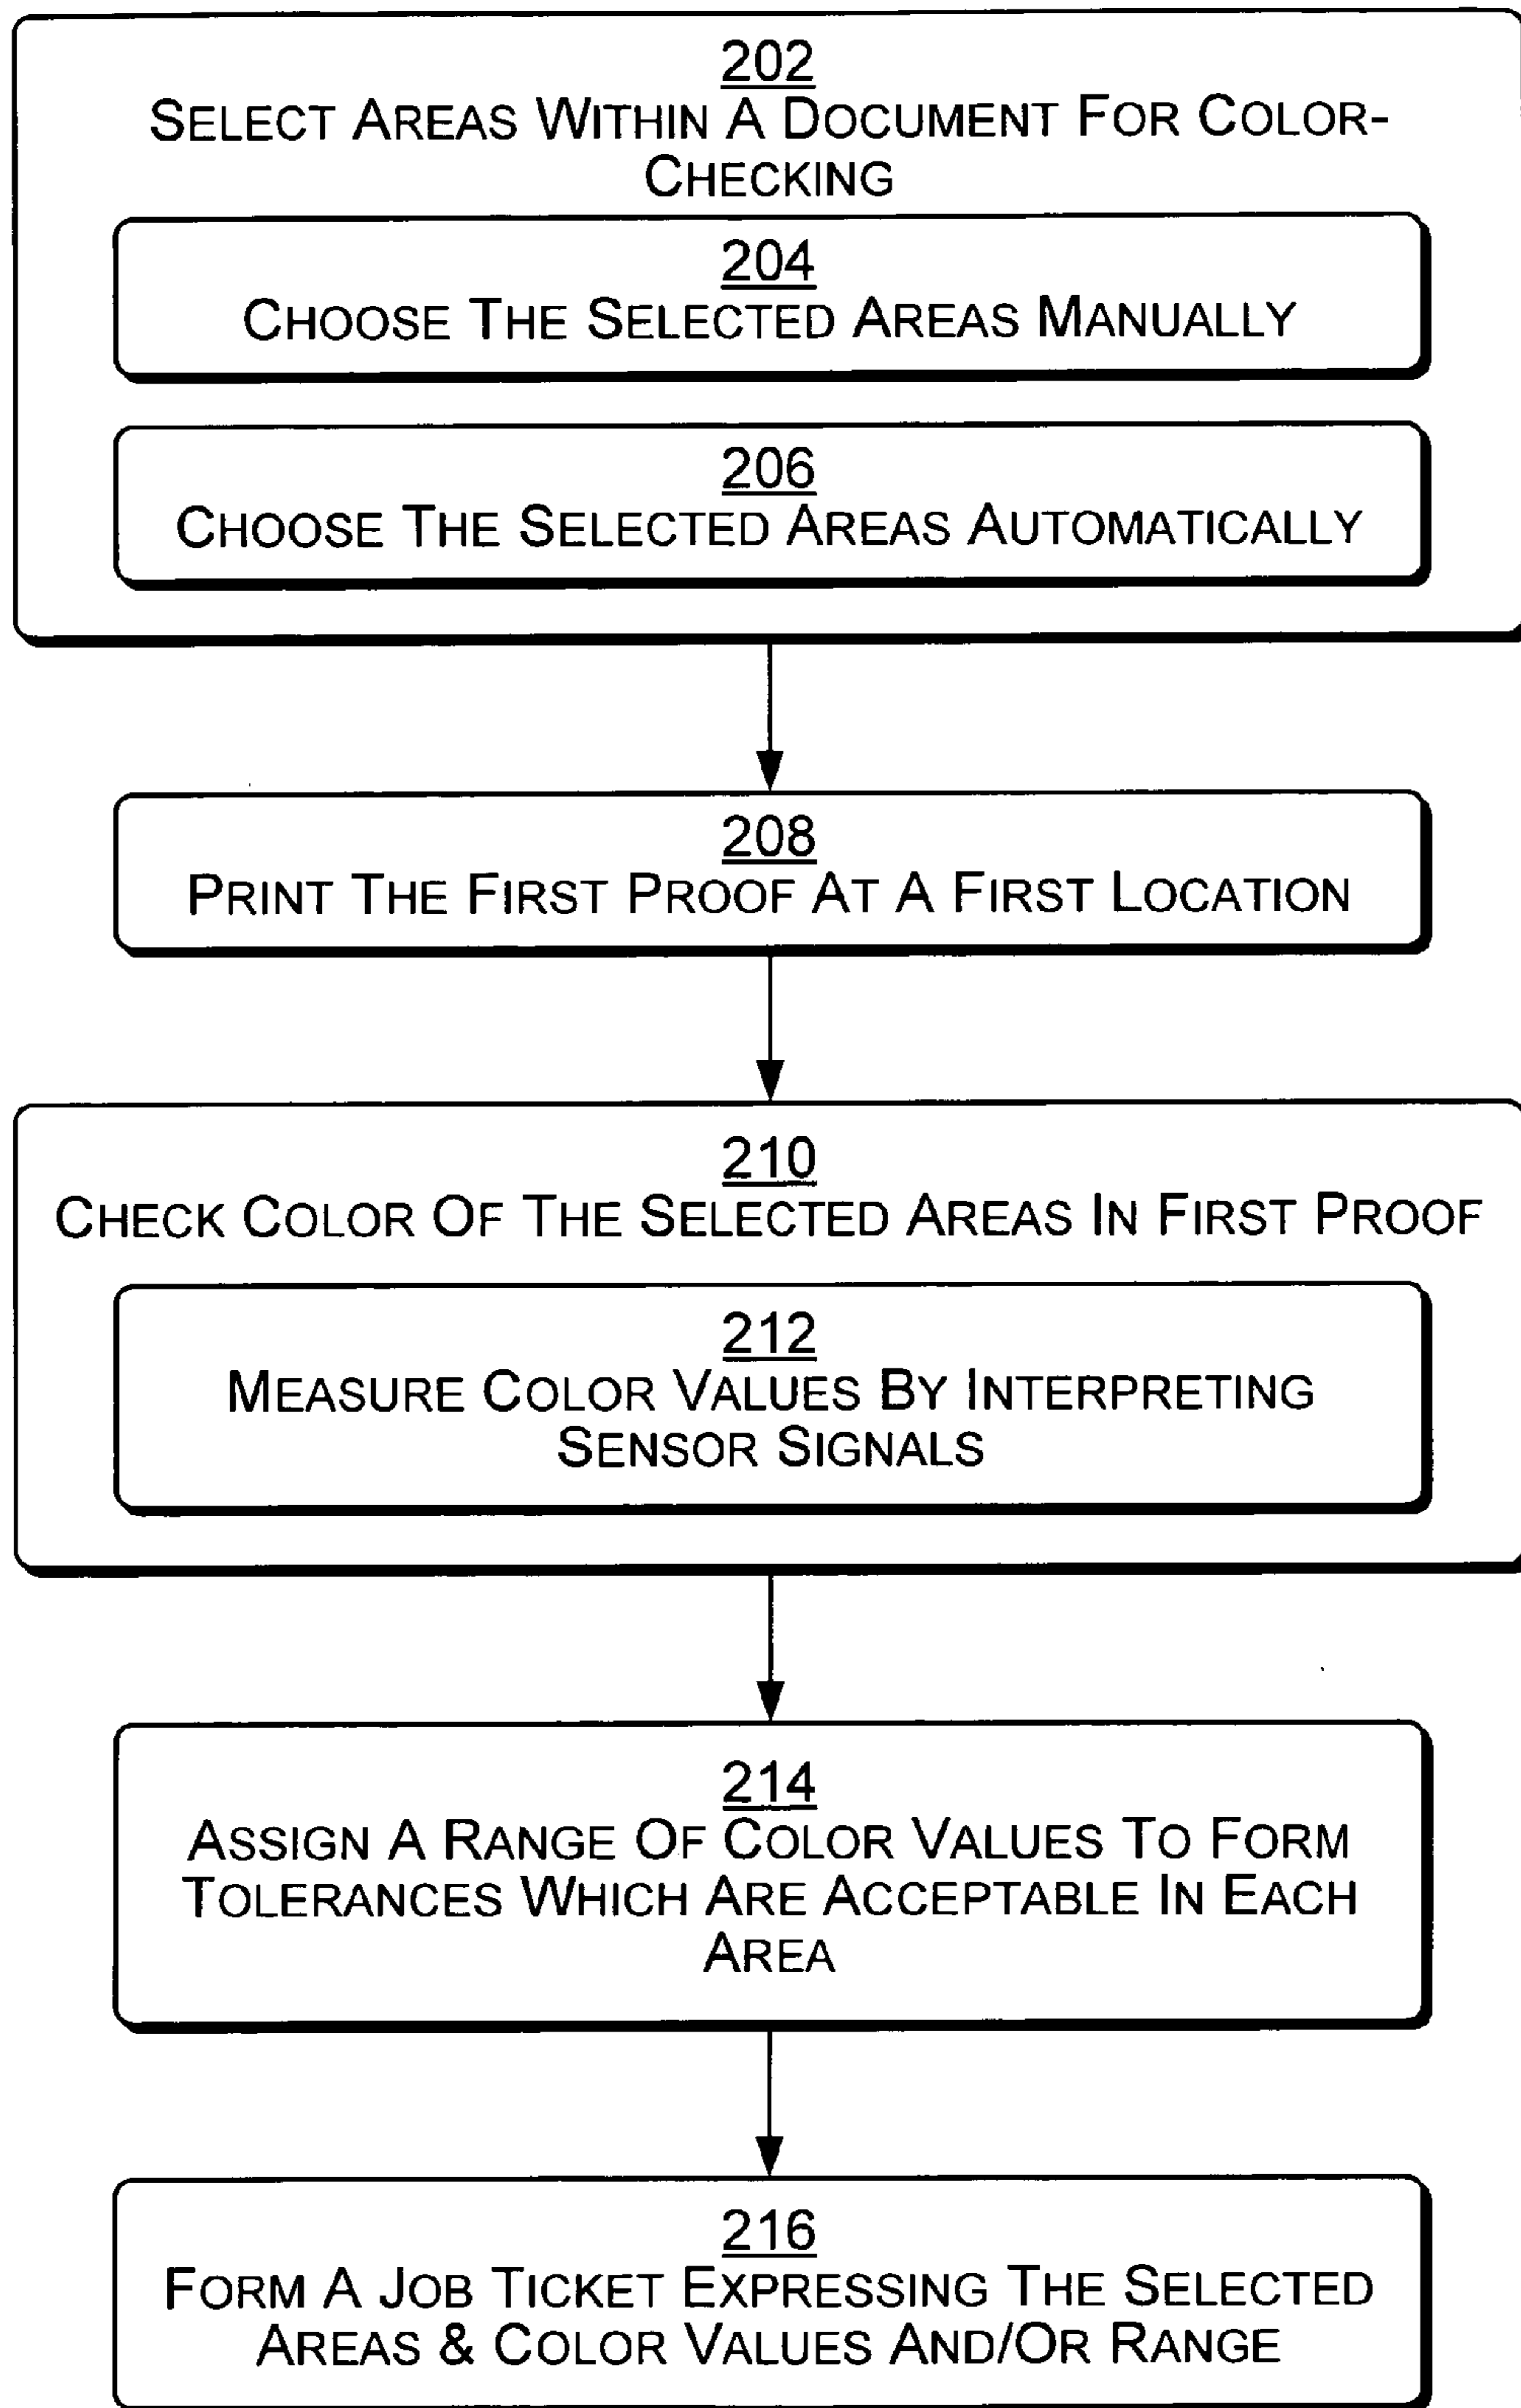 202
SELECT AREAS WITHIN A DOCUMENT FOR COLOR-
CHECKING
204
CHOOSE THE SELECTED AREAS MANUALLY
206
CHOOSE THE SELECTED AREAS AUTOMATICALLY
208
PRINT THE FIRST PROOF AT A FIRST LOCATION
210
CHECK COLOR OF THE SELECTED AREAS IN FIRST PROOF
212
MEASURE COLOR VALUES BY INTERPRETING
SENSOR SIGNALS
214
ASSIGN A RANGE OF COLOR VALUES TO FORM
TOLERANCES WHICH ARE ACCEPTABLE IN EACH
AREA
216
FORM A JOB TICKET EXPRESSING THE SELECTED
AREAS & COLOR VALUES AND/OR RANGE